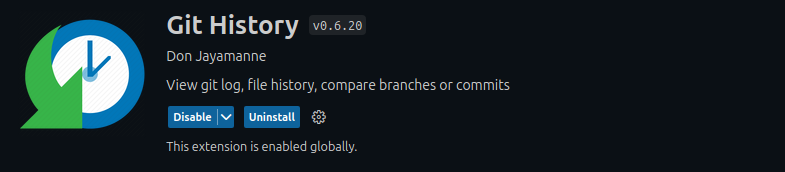 Git History v0.6.20
Don Jayamanne
View git log, file history, compare branches or commits
Disable Uninstall
This extension is enabled globally.